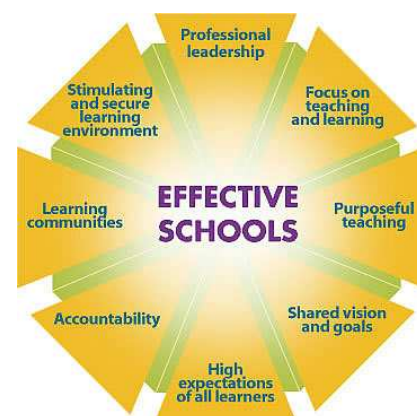 Professional
leadership
Focus on
teaching
and learning
Purposeful
teaching
Shared vision
and goals
High
expectations
of all learners
Accountability
Learning
communities
Stimulating
and secure
learning
environment
EFFECTIVE
SCHOOLS